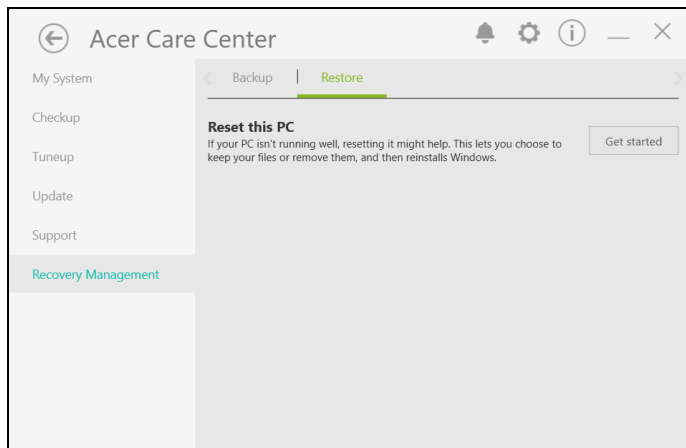 Acer Care Center
My System
Backup
Restore
Checkup
Reset this PC
If your PC isn't running well, resetting it might help. This lets you choose to
keep your files or remove them, and then reinstalls Windows.
Get started
Tuneup
Update
Support
Recovery Management